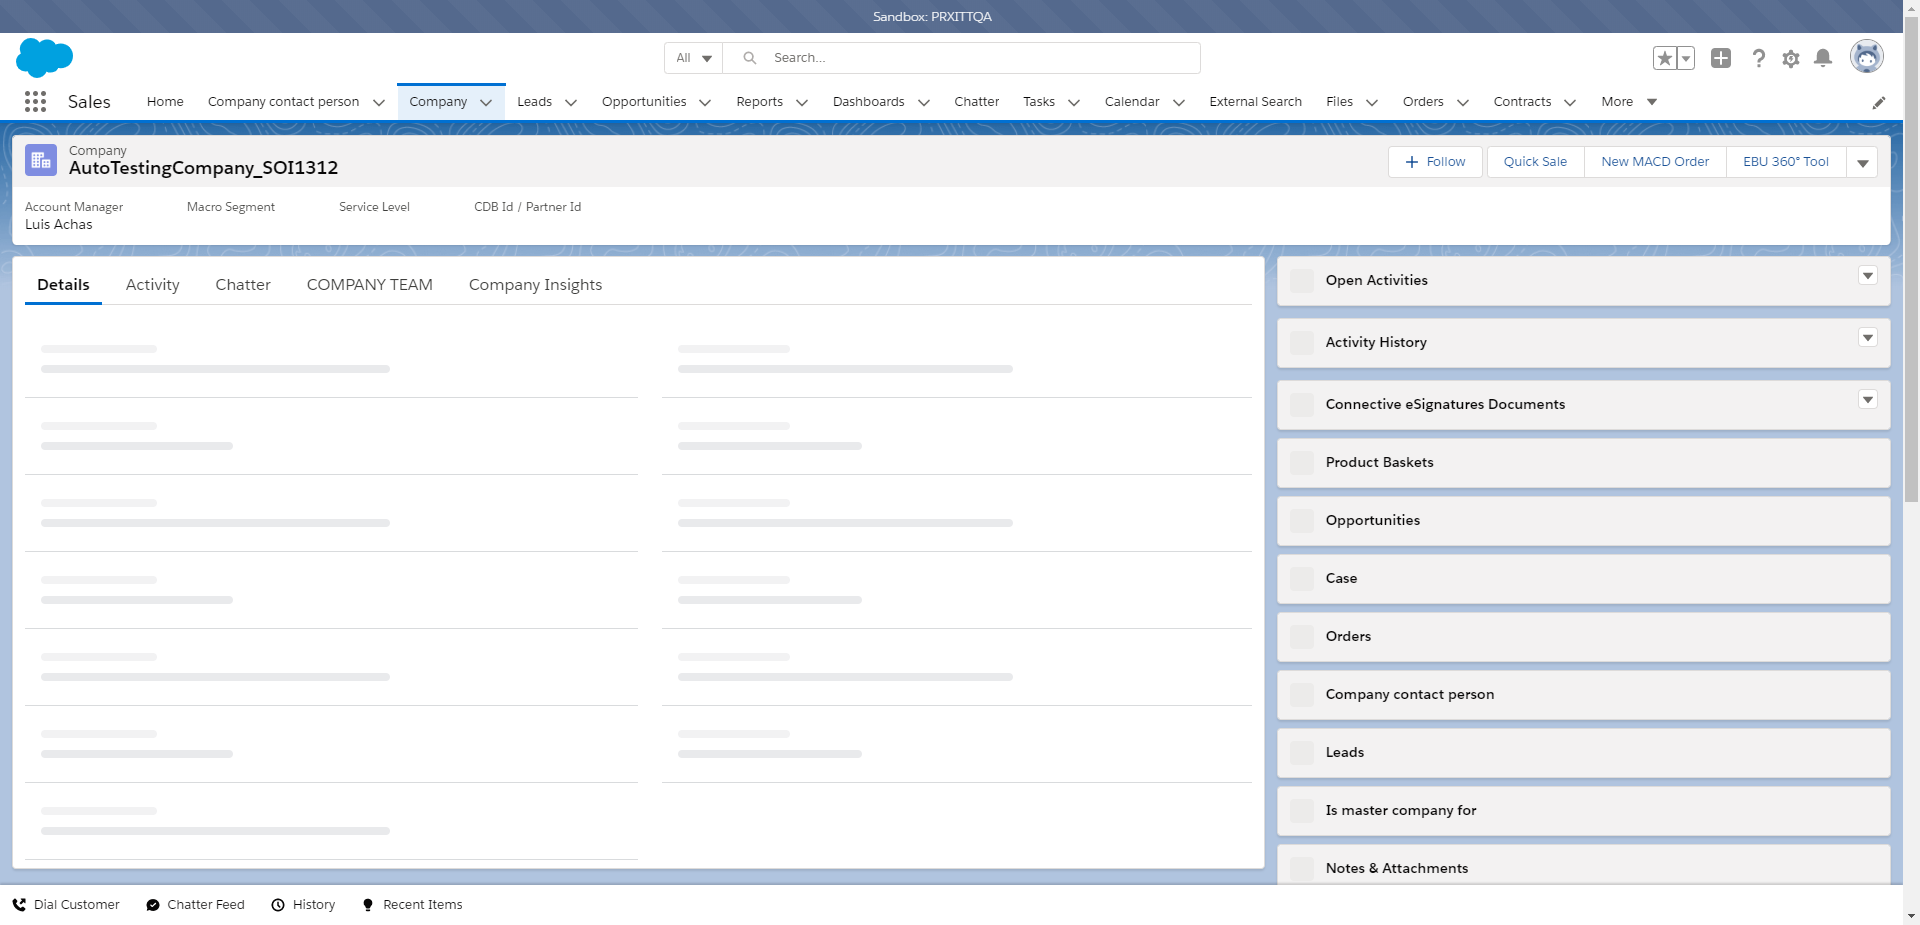 Sandbox: PRXITTQA
All
Search...
Sales
Home
Company contact person
Company
Leads
Opportunities
Reports
Dashboards
Chatter
Tasks
Calendar
External Search
Files
Orders
Contracts
More
Company
AutoTestingCompany_SOI1312
Follow
Quick Sale
New MACD Order
EBU 360° Tool
Account Manager
Luis Achas
Macro Segment
Service Level
CDB Id / Partner Id
Details
Activity
Chatter
COMPANY TEAM
Company Insights
Open Activities
Activity History
Connective eSignatures Documents
Product Baskets
Opportunities
Case
Orders
Company contact person
Leads
Is master company for
Notes & Attachments
Dial Customer
Chatter Feed
History
Recent Items